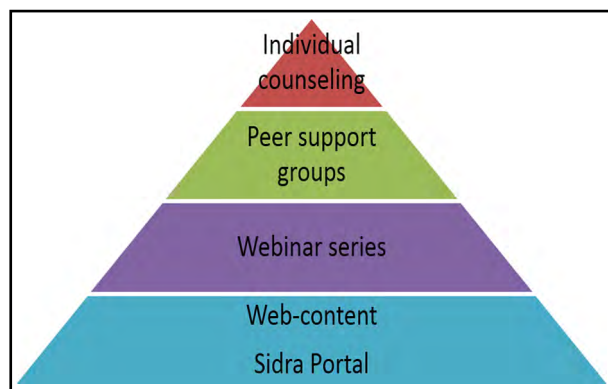 Individual
counseling
Peer support
groups
Webinar series
Web-content
Sidra Portal